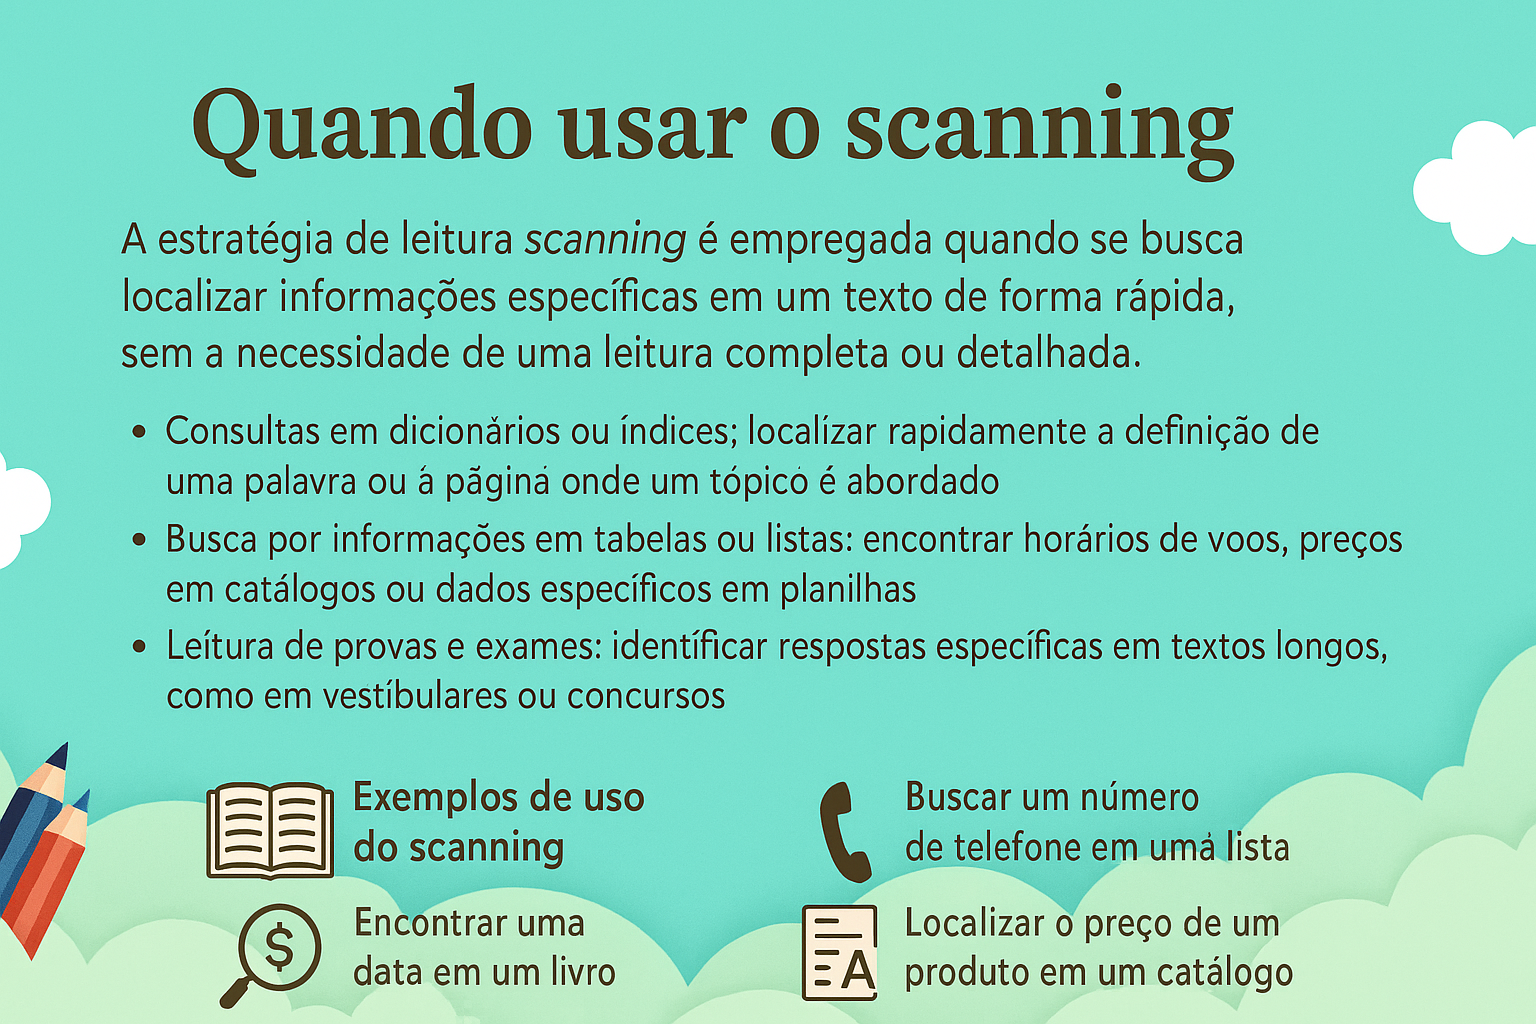 Quando usar o scanning
A estratégia de leitura scanning é empregada quando se busca
localizar informações específicas em um texto de forma rápida,
sem a necessidade de uma leitura completa ou detalhada.
• Consultas em dicionǎrios ou índices; localízar rapidamente a definição de
uma palavra ou á pãginá onde um tópicȯ é abordado
• Busca por informações em tabelas ou listas: encontrar horários de voos, preços
em catálogos ou dados específicos em planilhas
• Leítura de provas e exames: identíficar respostas específicas em textos longos,
como em vestíbulares ou concursos
Exemplos de uso
do scanning
Buscar um número
de telefone em umȧ lista
$
Encontrar uma
data em um livro
A
Localizar o preço de um
produto em um catálogo